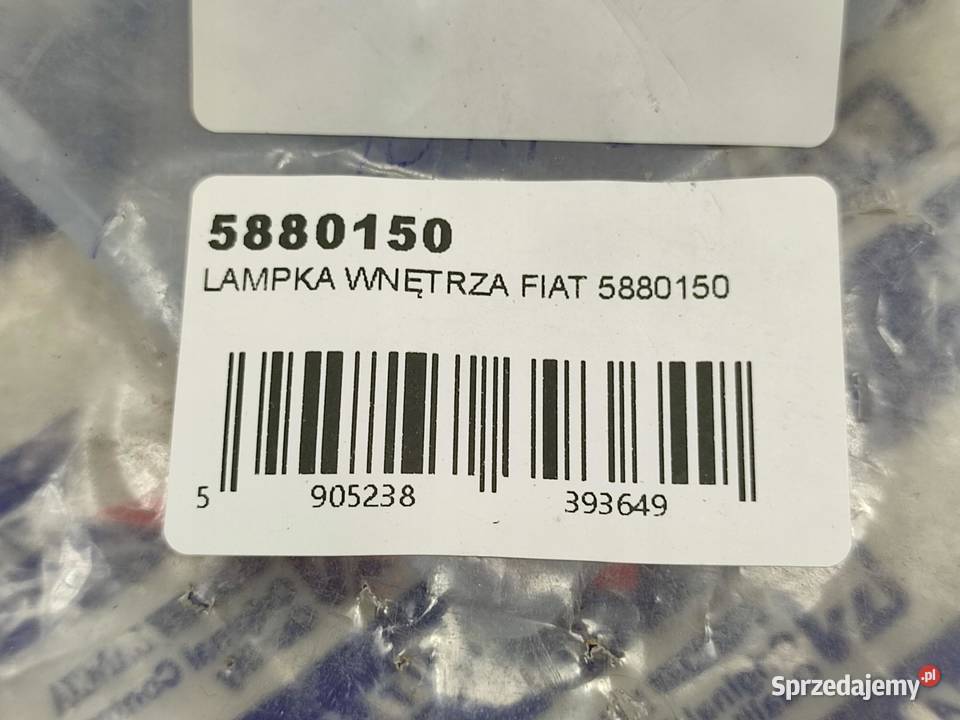 5880150
LAMPKA WNĘTRZA FIAT 5880150
5 905238 393649
Sprzedajemy.pl